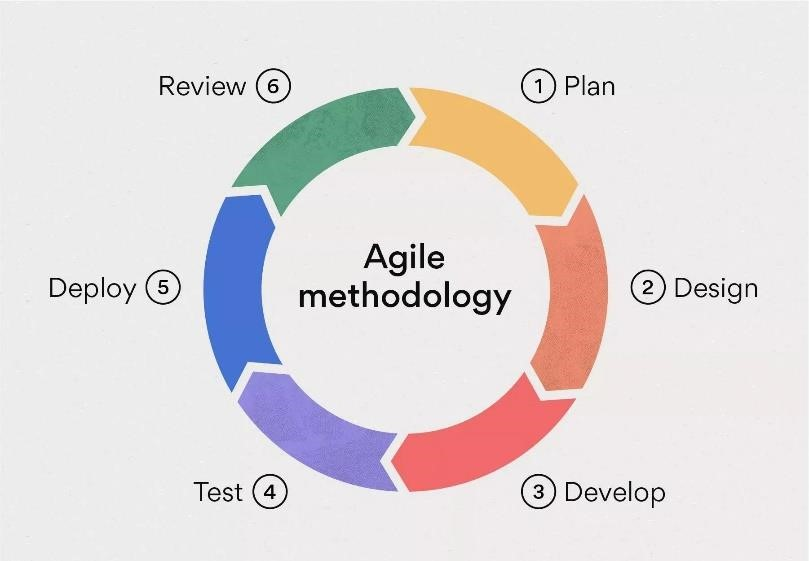 Agile
methodology
1 Plan
2 Design
3 Develop
Test 4
Deploy 5
Review 6